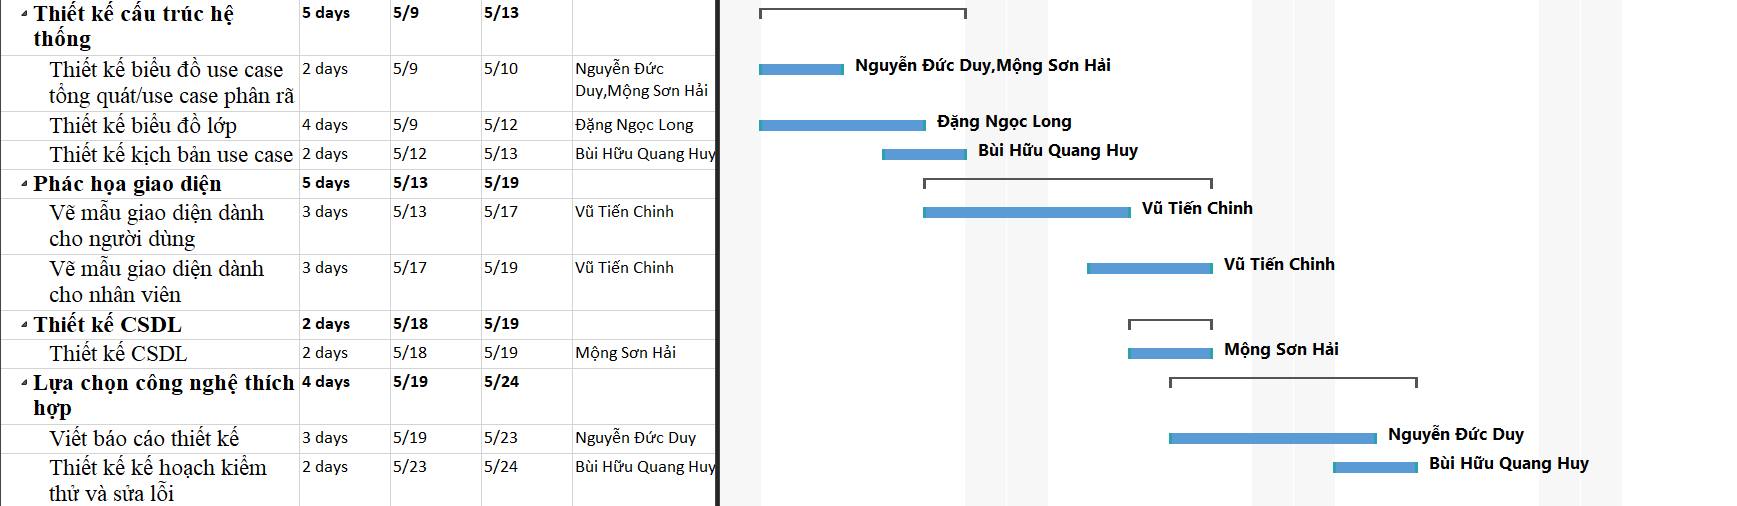 Thiết kế cấu trúc hệ thống 5 days 5/9 5/13
Thiết kế biểu đồ use case tổng quát/use case phân rã 2 days 5/9 5/10 Nguyễn Đức Duy,Mộng Sơn Hải Nguyễn Đức Duy,Mộng Sơn Hải
Thiết kế biểu đồ lớp 4 days 5/9 5/12 Đặng Ngọc Long Đặng Ngọc Long
Thiết kế kịch bản use case 2 days 5/12 5/13 Bùi Hữu Quang Huy Bùi Hữu Quang Huy
Phác họa giao diện 5 days 5/13 5/19
Vẽ mẫu giao diện dành cho người dùng 3 days 5/13 5/17 Vũ Tiến Chinh Vũ Tiến Chinh
Vẽ mẫu giao diện dành cho nhân viên 3 days 5/17 5/19 Vũ Tiến Chinh Vũ Tiến Chinh
Thiết kế CSDL 2 days 5/18 5/19
Thiết kế CSDL 2 days 5/18 5/19 Mộng Sơn Hải Mộng Sơn Hải
Lựa chọn công nghệ thích hợp 4 days 5/19 5/24
Viết báo cáo thiết kế 3 days 5/19 5/23 Nguyễn Đức Duy Nguyễn Đức Duy
Thiết kế kế hoạch kiểm thử và sửa lỗi 2 days 5/23 5/24 Bùi Hữu Quang Huy Bùi Hữu Quang Huy